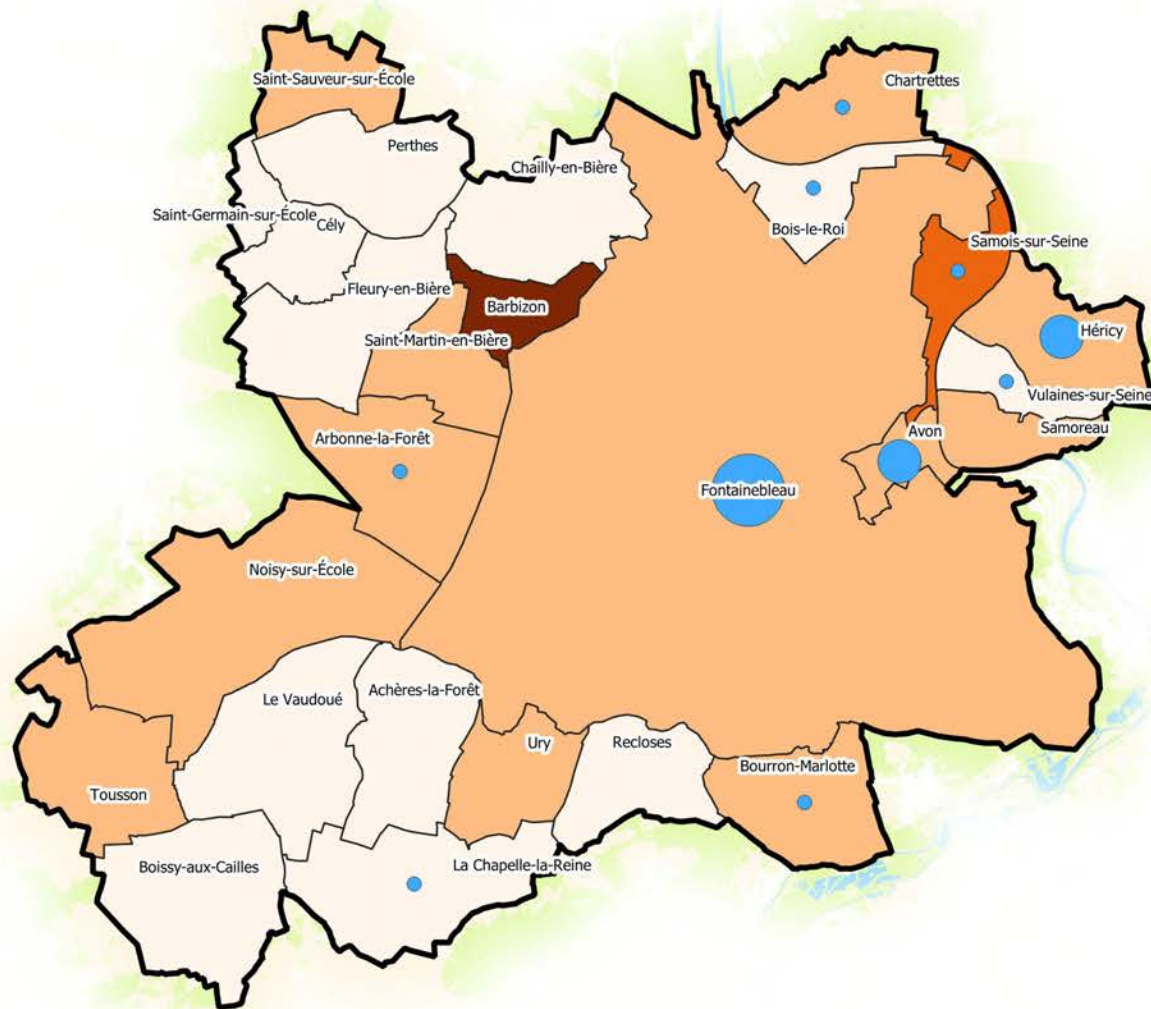 Saint-Sauveur-sur-École
Chartrettes
Perthes
Chailly-en-Bière
Saint-Germain-sur-École
Cély
Bois-le-Roi
Samois-sur-Seine
Fleury-en-Bière
Barbizon
Héricy
Saint-Martin-en-Bière
Vulaines-sur-Seine
Samoreau
Avon
Arbonne-la-Forêt
Fontainebleau
Noisy-sur-École
Achères-la-Forêt
Le Vaudoué
Ury
Recloses
Bourron-Marlotte
Tousson
Boissy-aux-Cailles
La Chapelle-la-Reine